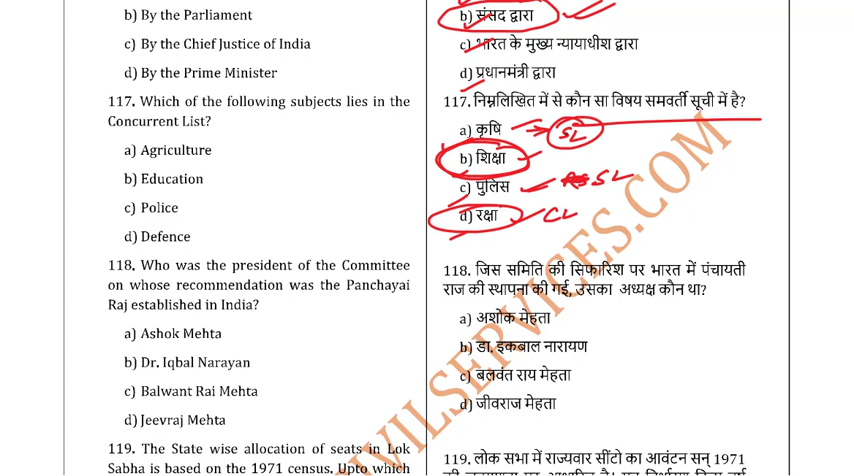 b) By the Parliament
c) By the Chief Justice of India
d) By the Prime Minister
117. Which of the following subjects lies in the
Concurrent List?
a) Agriculture
b) Education
c) Police
d) Defence
118. Who was the president of the Committee
on whose recommendation was the Panchayai
Raj established in India?
a) Ashok Mehta
b) Dr. Iqbal Narayan
c) Balwant Rai Mehta
d) Jeevraj Mehta
119. The State wise allocation of seats in Lok
Sabha is based on the 1971 census. Upto which
b) संसद द्वारा
c) भारत के मुख्य न्यायाधीश द्वारा
d) प्रधानमंत्री द्वारा
117. निम्नलिखित में से कौन सा विषय समवर्ती सूची में है?
a) कृषि SL
b) शिक्षा
c) पुलिस SL
d) रक्षा CL
118. जिस समिति की सिफारिश पर भारत में पंचायती
राज की स्थापना की गई, उसका अध्यक्ष कौन था?
a) अशोक मेहता
b) डा. इकबाल नारायण
c) बलवंत राय मेहता
d) जीवराज मेहता
119. लोक सभा में राज्यवार सींटो का आवंटन सन् 1971
CIVILSERVICES.COM